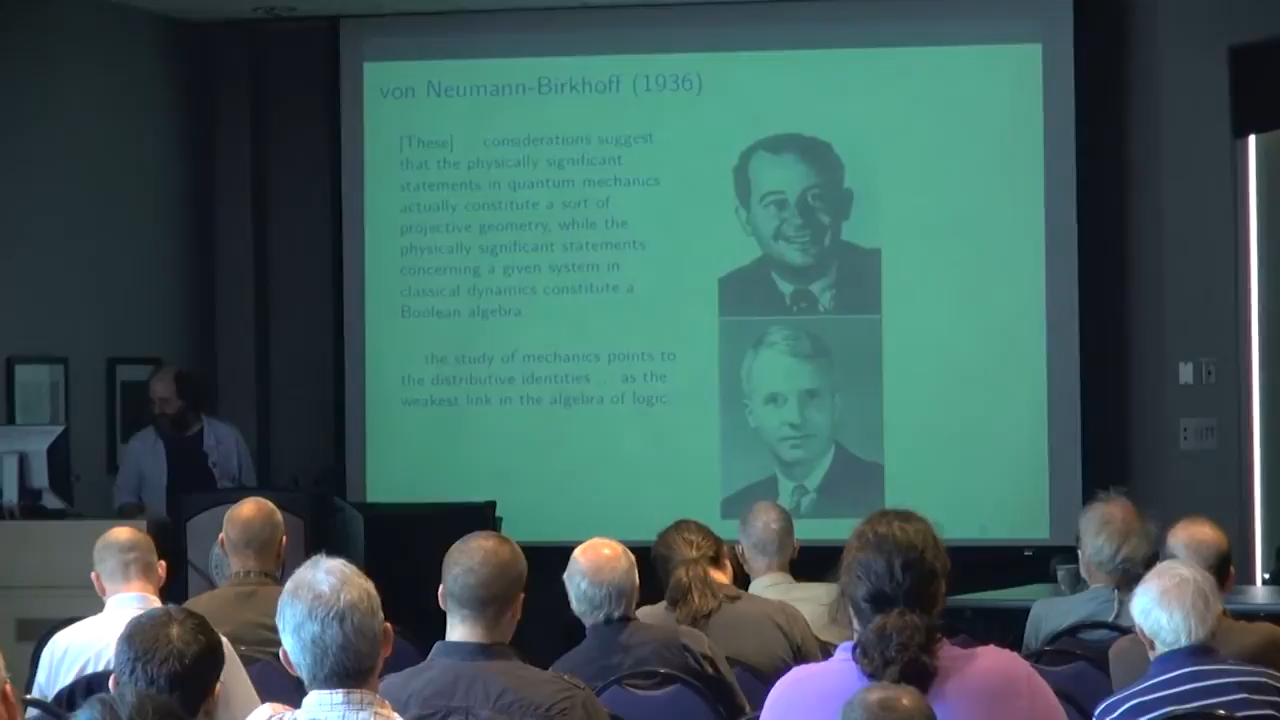 von Neumann-Birkhoff (1936)
[These] considerations suggest
that the physically significant
statements in quantum mechanics
actually constitute a sort of
projective geometry, while the
physically significant statements
concerning a given system in
classical dynamics constitute a
Boolean algebra
the study of mechanics points to
the distributive identities .. as the
weakest link in the algebra of logic